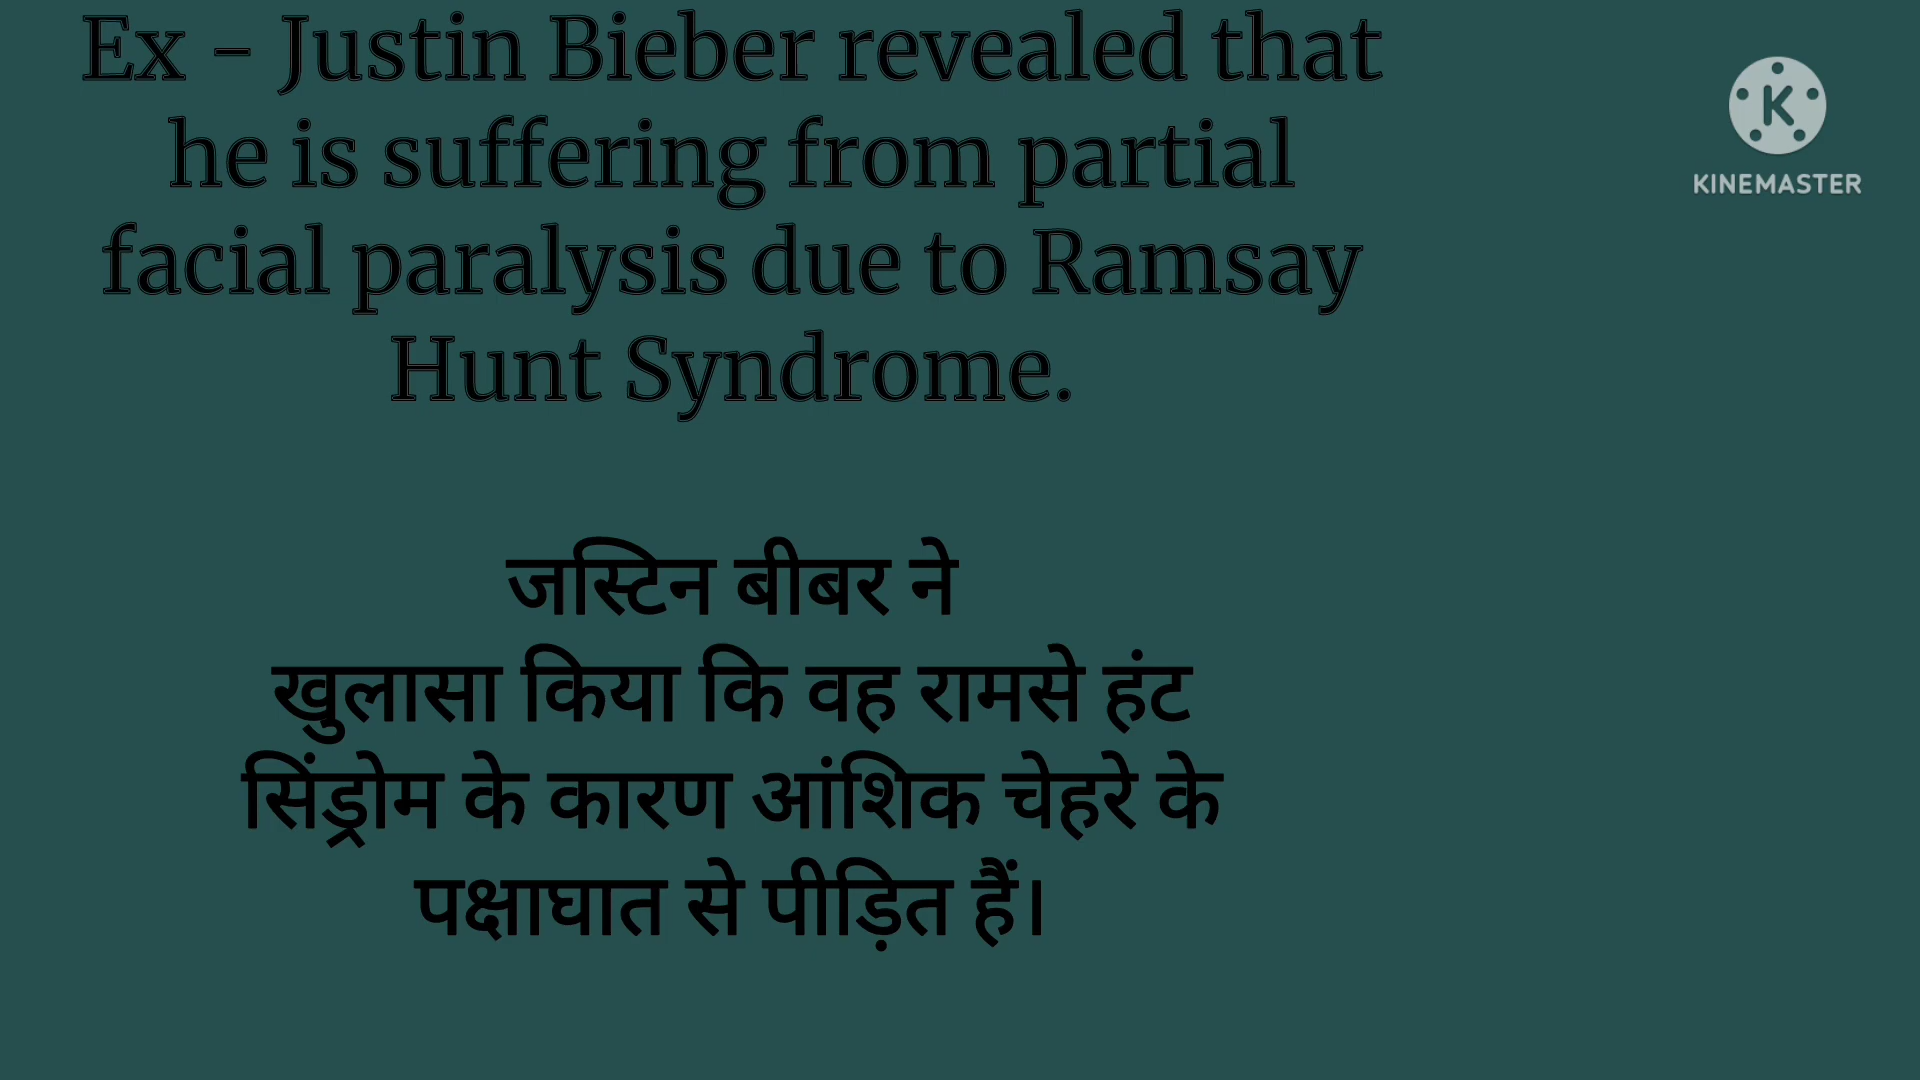 Ex - Justin Bieber revealed that
he is suffering from partial
facial paralysis due to Ramsay
Hunt Syndrome.
जस्टिन बीबर ने
खुलासा किया कि वह रामसे हंट
सिंड्रोम के कारण आंशिक चेहरे के
पक्षाघात से पीड़ित हैं।
K
KINEMASTER